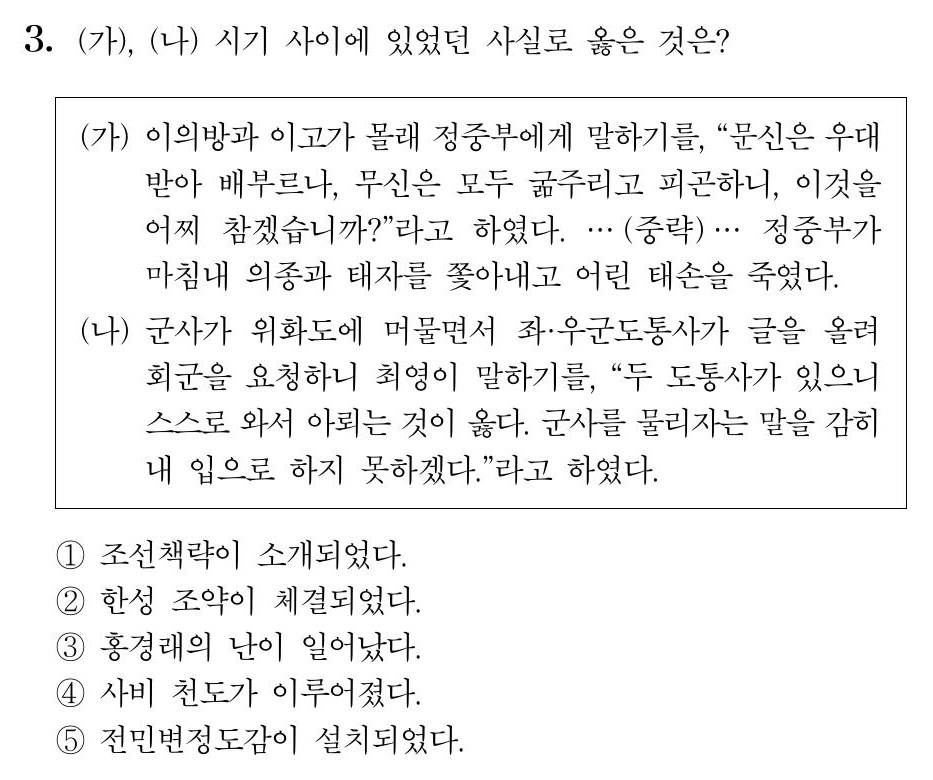 3. (가), (나) 시기 사이에 있었던 사실로 옳은 것은?
(가) 이의방과 이고가 몰래 정중부에게 말하기를, “문신은 우대
받아 배부르나, 무신은 모두 굶주리고 피곤하니, 이것을
어찌 참겠습니까?”라고 하였다. … (중략) … 정중부가
마침내 의종과 태자를 쫓아내고 어린 태손을 죽였다.
(나) 군사가 위화도에 머물면서 좌·우군도통사가 글을 올려
회군을 요청하니 최영이 말하기를, “두 도통사가 있으니
스스로 와서 아뢰는 것이 옳다. 군사를 물리자는 말을 감히
내 입으로 하지 못하겠다.”라고 하였다.
① 조선책략이 소개되었다.
② 한성 조약이 체결되었다.
③ 홍경래의 난이 일어났다.
④ 사비 천도가 이루어졌다.
⑤ 전민변정도감이 설치되었다.